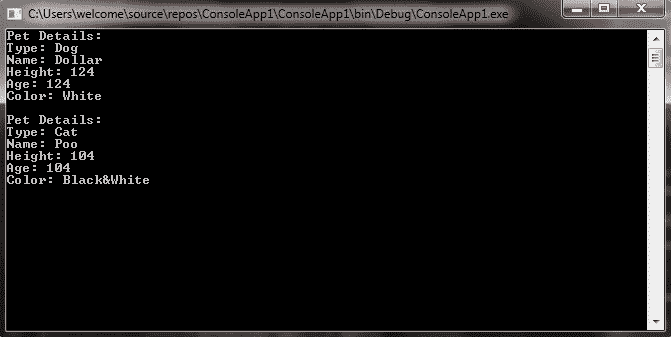 C:\Users\welcome\source\repos\ConsoleApp1\ConsoleApp1\bin\Debug\ConsoleApp1.exe
Pet Details:
Type: Dog
Name: Dollar
Height: 124
Age: 124
Color: White
Pet Details:
Type: Cat
Name: Poo
Height: 104
Age: 104
Color: Black&White